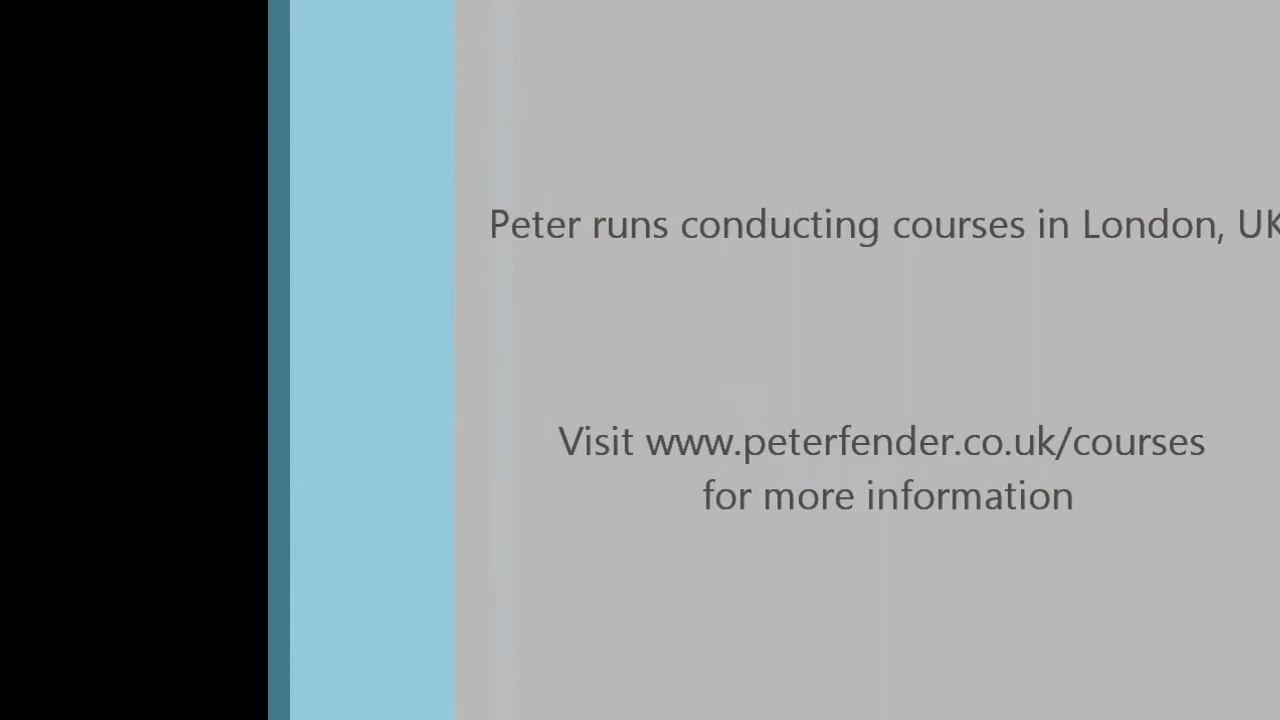 Peter runs conducting courses in London, UK
Visit www.peterfender.co.uk/courses
for more information